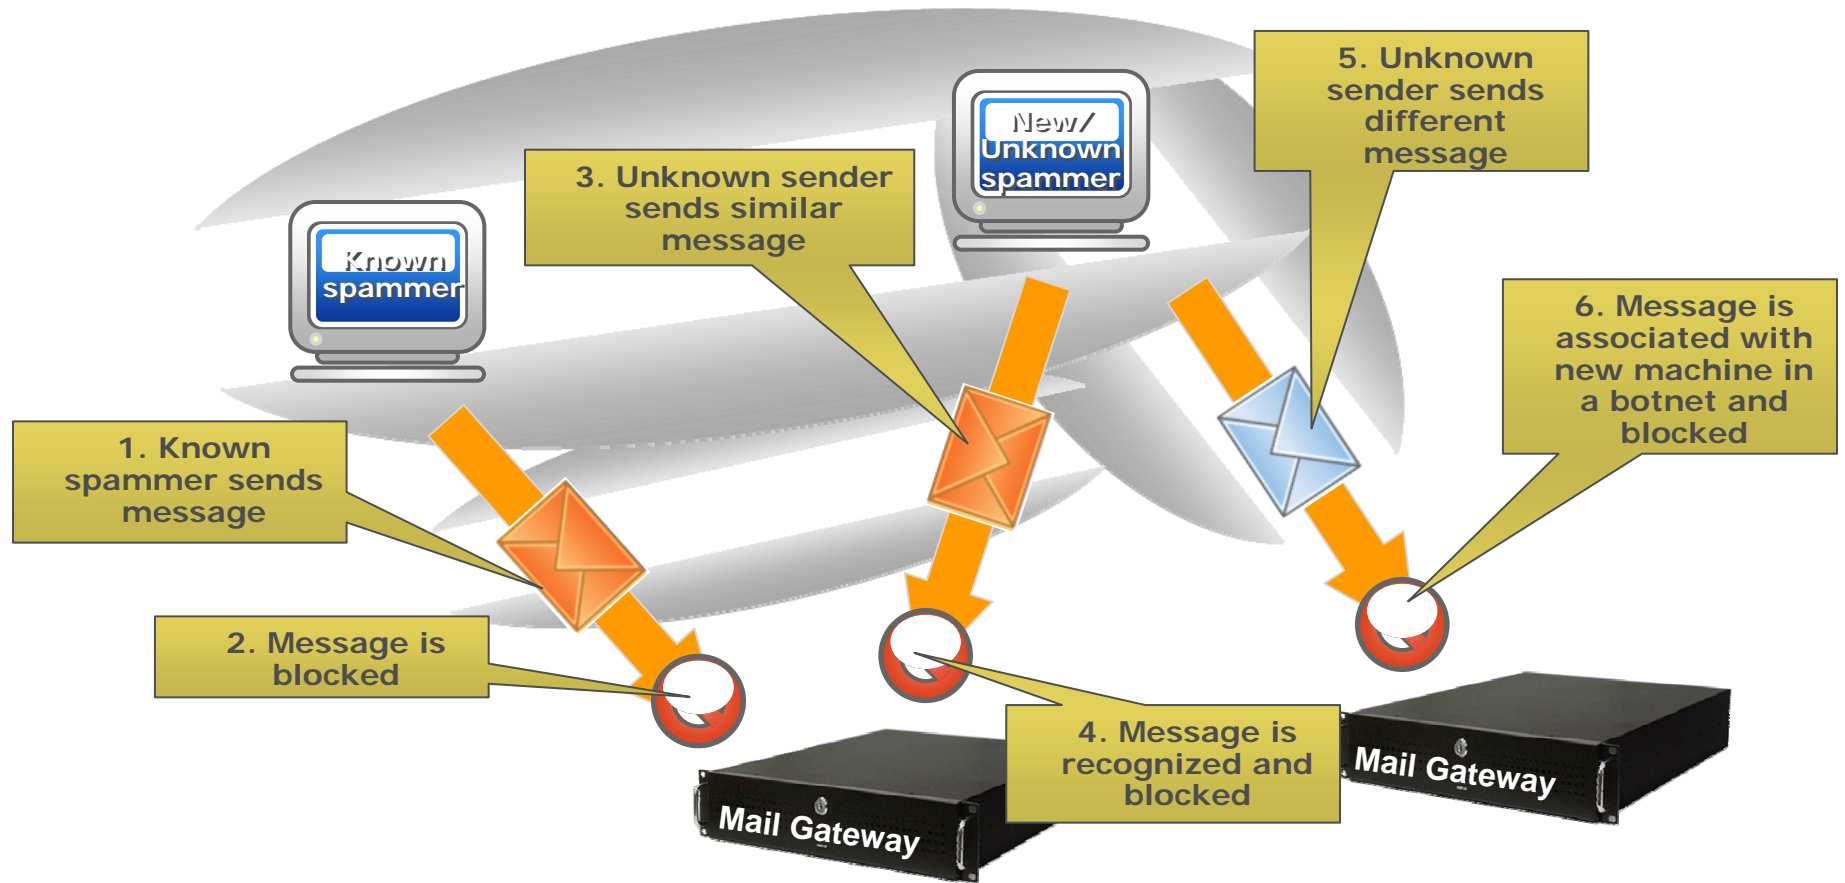 Known
spammer
New/
Unknown
spammer
1. Known
spammer sends
message
2. Message is
blocked
3. Unknown sender
sends similar
message
4. Message is
recognized and
blocked
5. Unknown
sender sends
different
message
6. Message is
associated with
new machine in
a botnet and
blocked
Mail Gateway
Mail Gateway